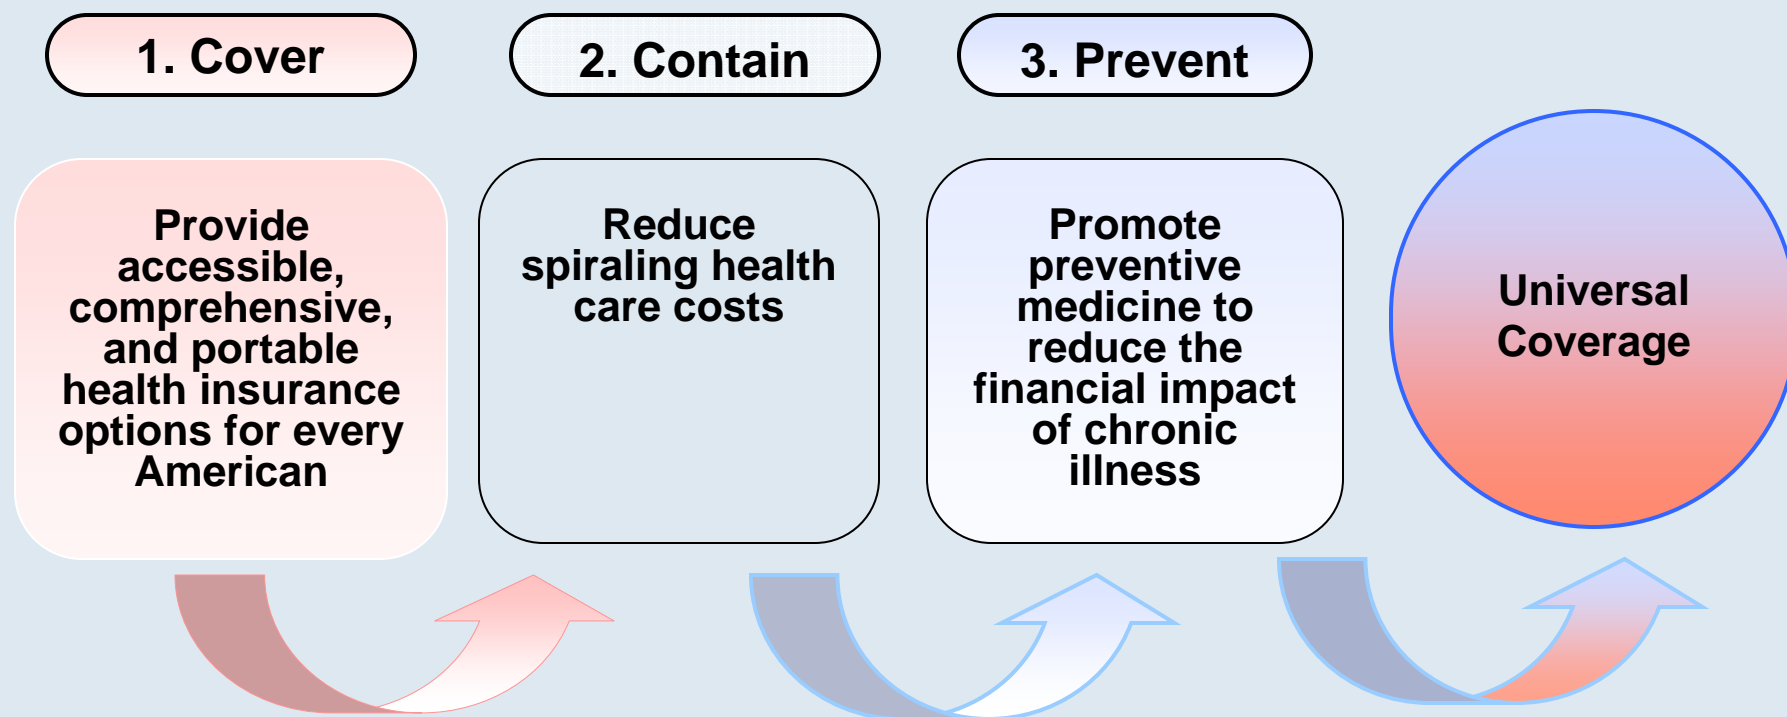 1. Cover
2. Contain
3. Prevent
Provide
accessible,
comprehensive,
and portable
health insurance
options for every
American
Reduce
spiraling health
care costs
Promote
preventive
medicine to
reduce the
financial impact
of chronic
illness
Universal
Coverage